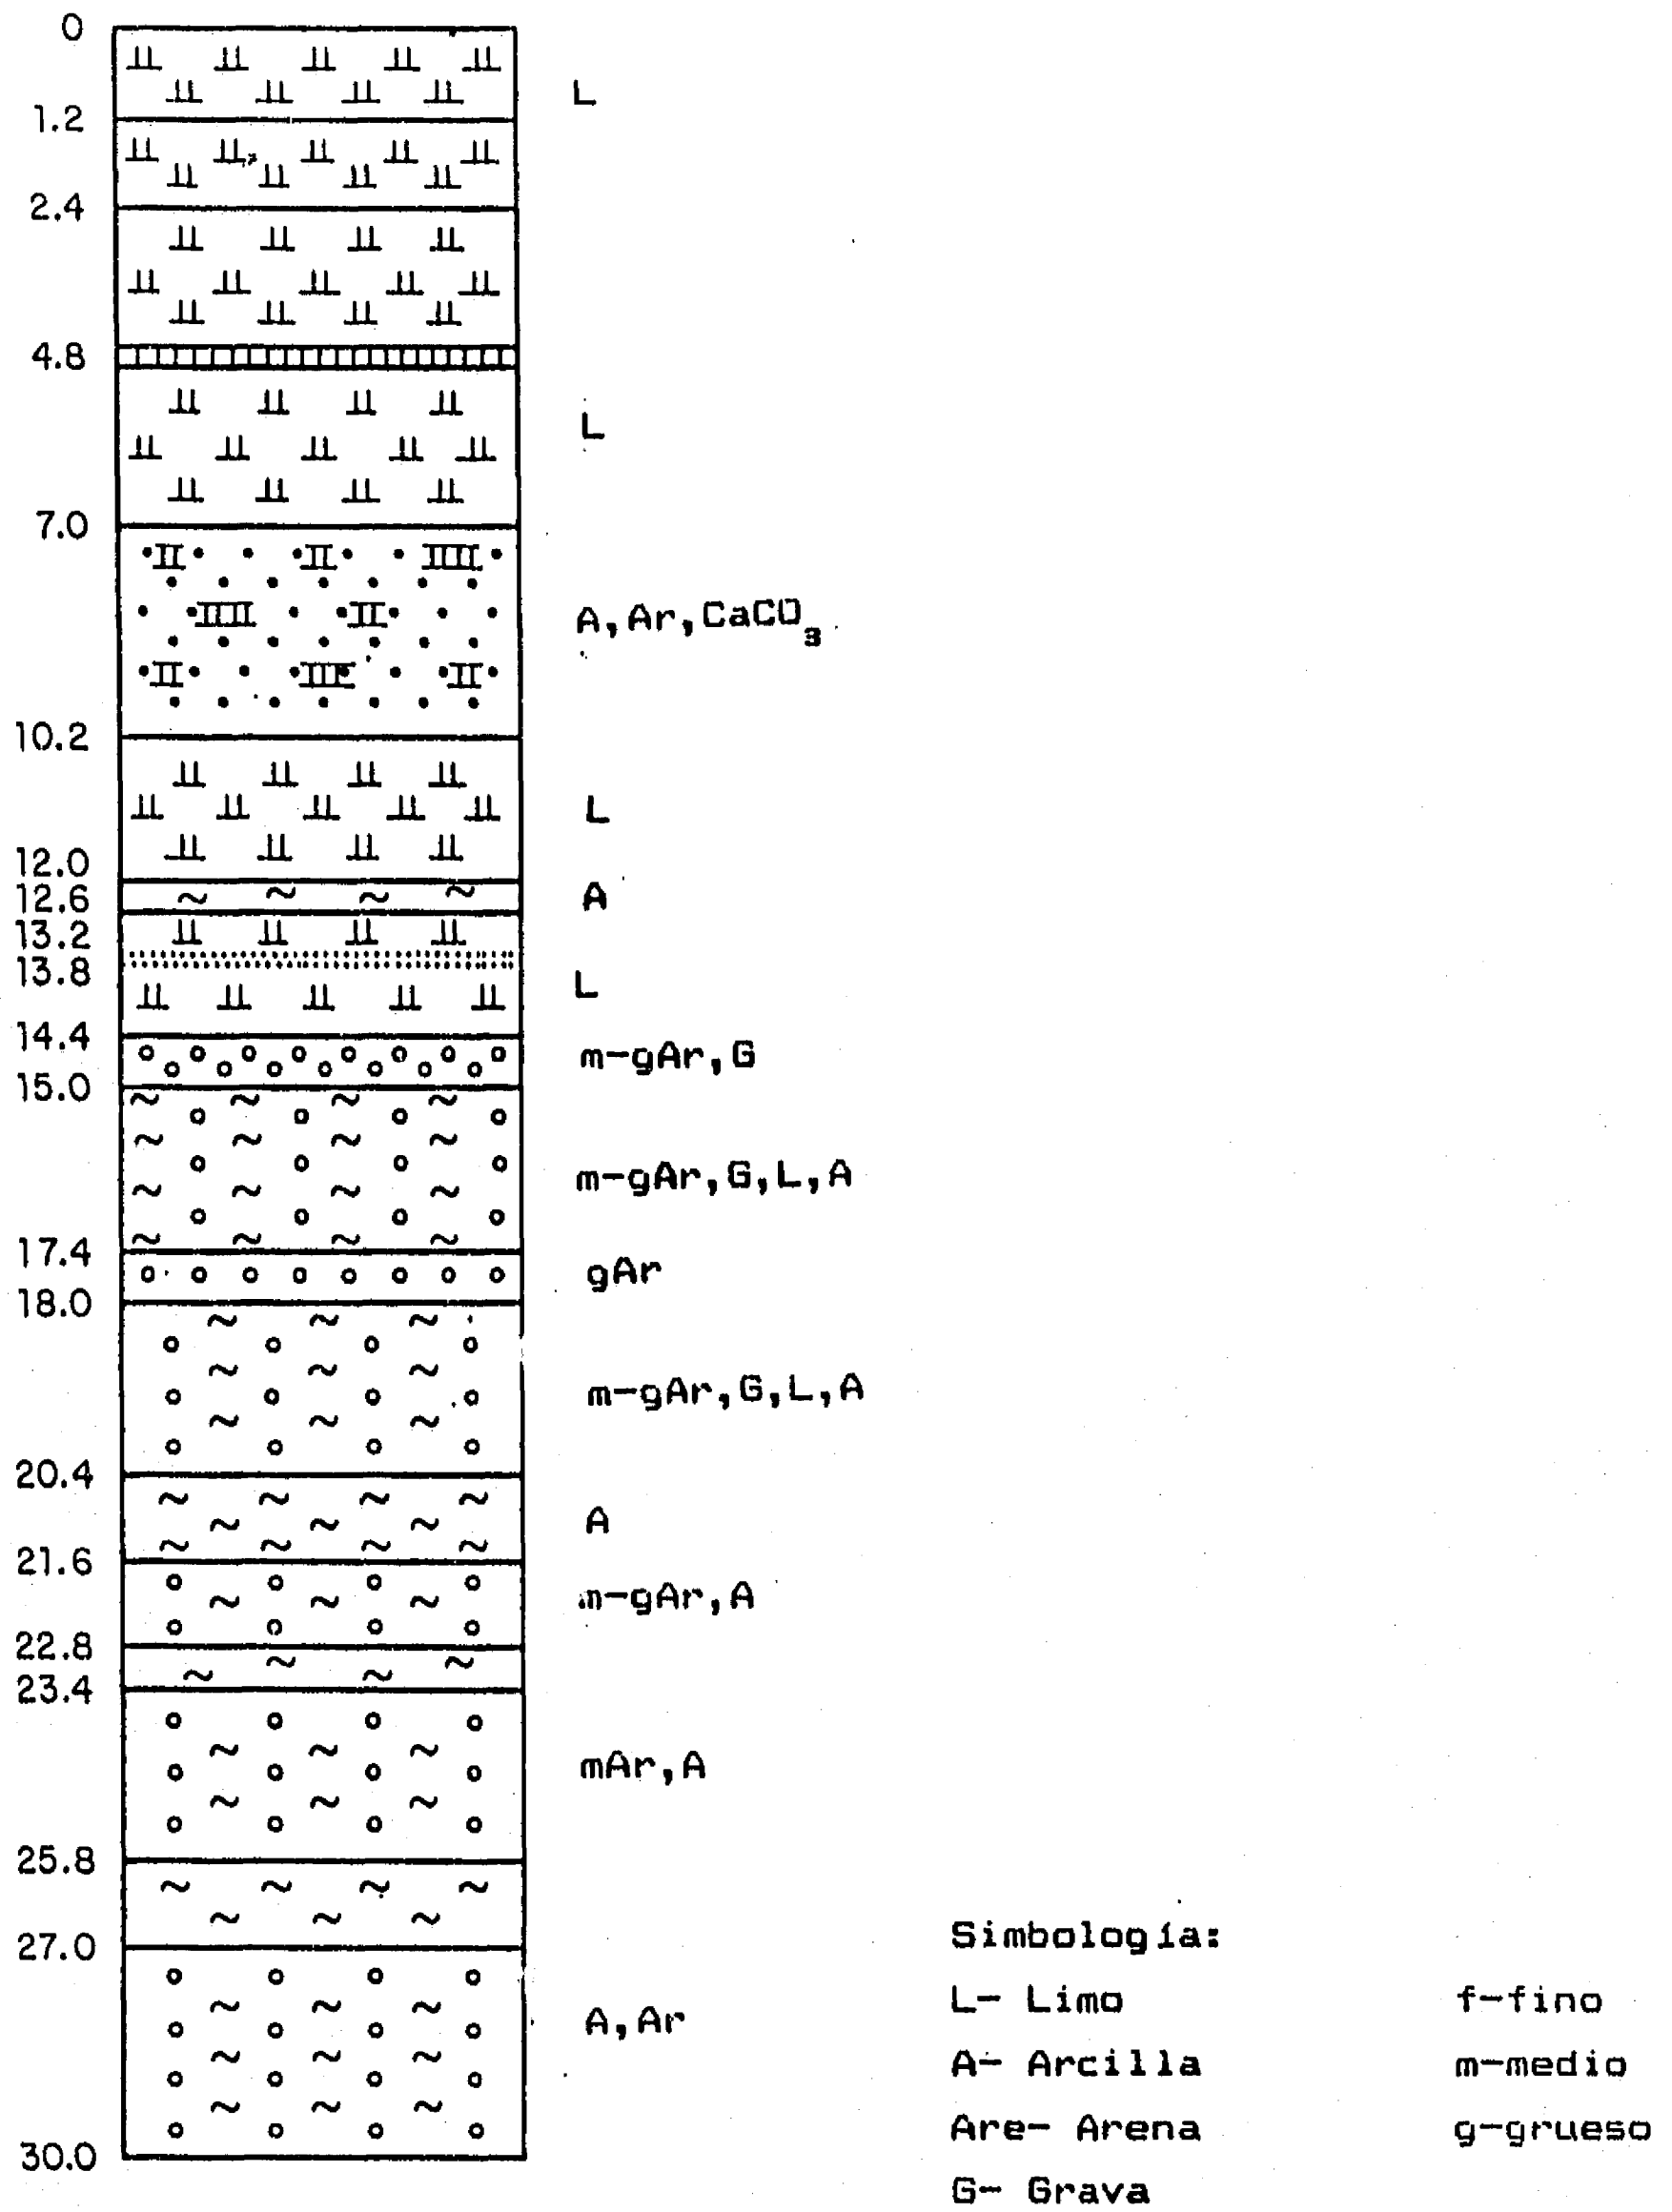 0
L
1.2
2.4
4.8
L
7.0
A, Ar, CaCO3
10.2
L
12.0
12.6
A
13.2
13.8
L
14.4
m-gAr, G
15.0
m-gAr, G, L, A
17.4
gAr
18.0
m-gAr, G, L, A
20.4
A
21.6
m-gAr, A
22.8
23.4
mAr, A
25.8
27.0
A, Ar
30.0
Simbología:
L- Limo f-fino
A- Arcilla m-medio
Are- Arena g-grueso
G- Grava